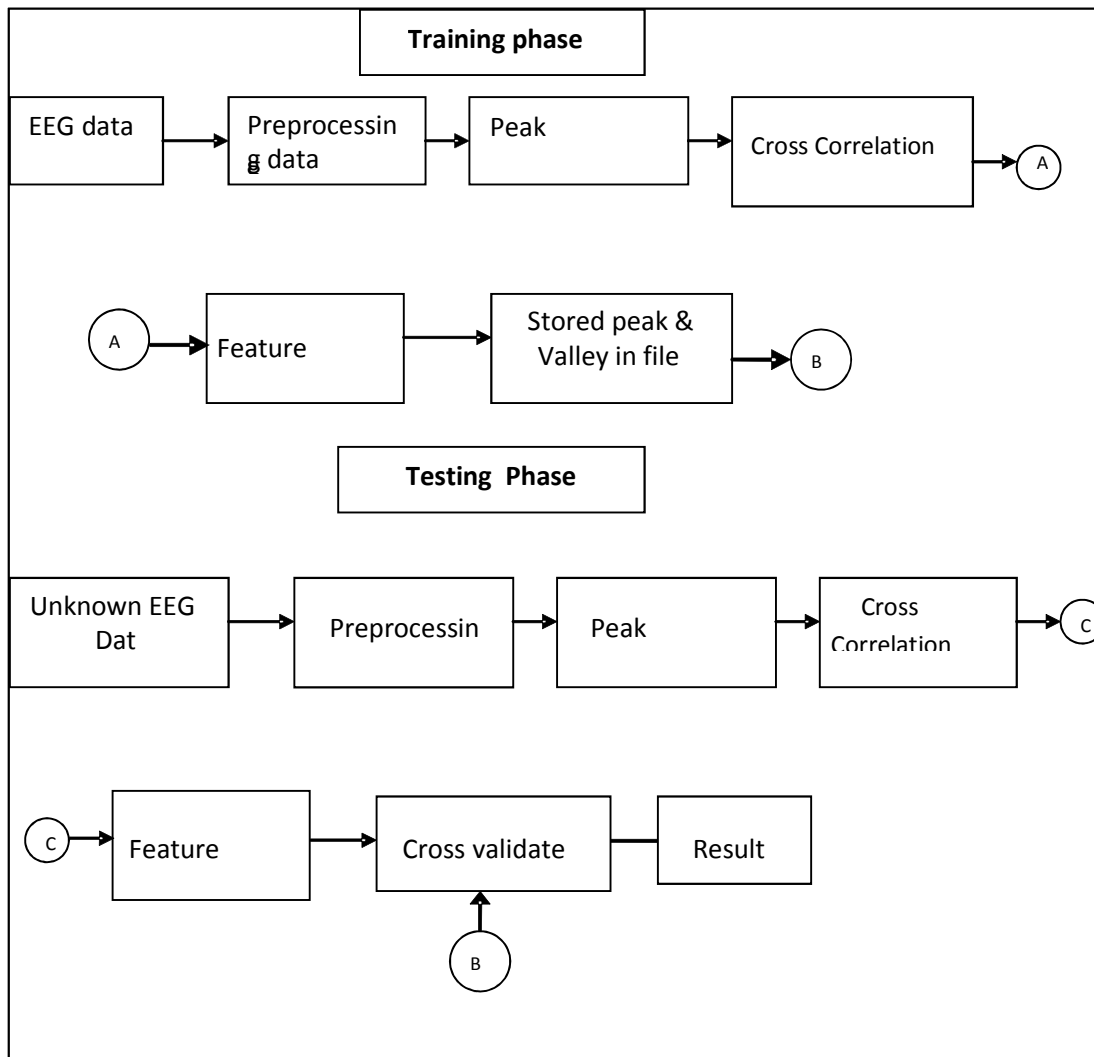 Training phase
EEG data
Preprocessin
g data
Peak
Cross Correlation
A
A
Feature
Stored peak &
Valley in file
B
Testing Phase
Unknown EEG
Dat
Preprocessin
Peak
Cross
Correlation
C
C
Feature
Cross validate
Result
B